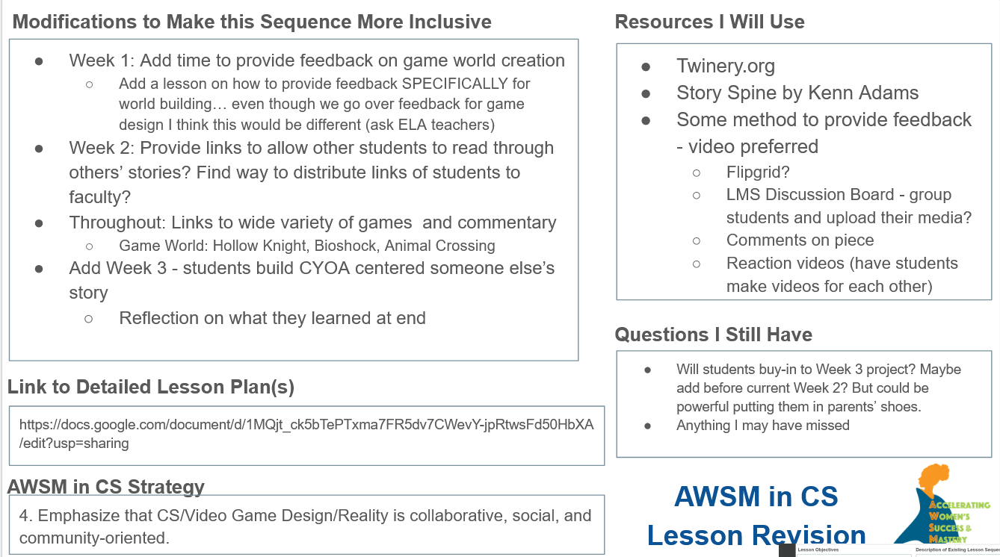 Modifications to Make this Sequence More Inclusive
● Week 1: Add time to provide feedback on game world creation
○ Add a lesson on how to provide feedback SPECIFICALLY for
world building… even though we go over feedback for game
design I think this would be different (ask ELA teachers)
● Week 2: Provide links to allow other students to read through
others’ stories? Find way to distribute links of students to
faculty?
● Throughout: Links to wide variety of games  and commentary
○ Game World: Hollow Knight, Bioshock, Animal Crossing
● Add Week 3 - students build CYOA centered someone else’s
story
○ Reflection on what they learned at end
Link to Detailed Lesson Plan(s)
https://docs.google.com/document/d/1MQjt_ck5bTePTxma7FR5dv7CWevY-jpRtwsFd50HbXA
/edit?usp=sharing
AWSM in CS Strategy
4. Emphasize that CS/Video Game Design/Reality is collaborative, social, and
community-oriented.
Resources I Will Use
● Twinery.org
● Story Spine by Kenn Adams
● Some method to provide feedback
- video preferred
○ Flipgrid?
○ LMS Discussion Board - group
students and upload their media?
○ Comments on piece
○ Reaction videos (have students
make videos for each other)
Questions I Still Have
● Will students buy-in to Week 3 project? Maybe
add before current Week 2? But could be
powerful putting them in parents’ shoes.
● Anything I may have missed
AWSM in CS
Lesson Revision
ACCELERATING
WOMEN'S
SUCCESS &
MASTERY
Lesson Objectives
Description of Existing Lesson Seque